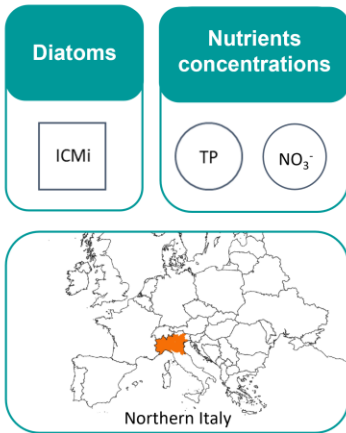 Diatoms
Nutrients
concentrations
ICMi
TP
NO₃⁻
Northern Italy